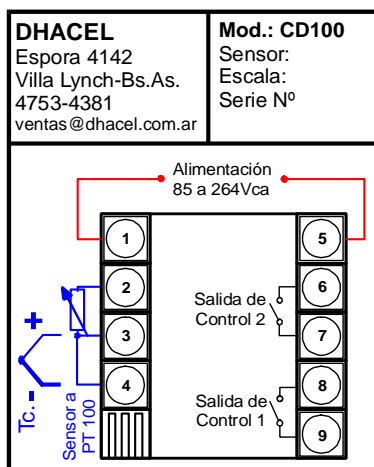 DHACEL
Espora 4142
Villa Lynch-Bs.As.
4753-4381
ventas@dhacel.com.ar
Mod.: CD100
Sensor:
Escala:
Serie Nº
Alimentación
85 a 264Vca
1
2
3
4
5
6
7
8
9
Salida de
Control 2
Salida de
Control 1
+
Tc. -
Sensor a
PT 100